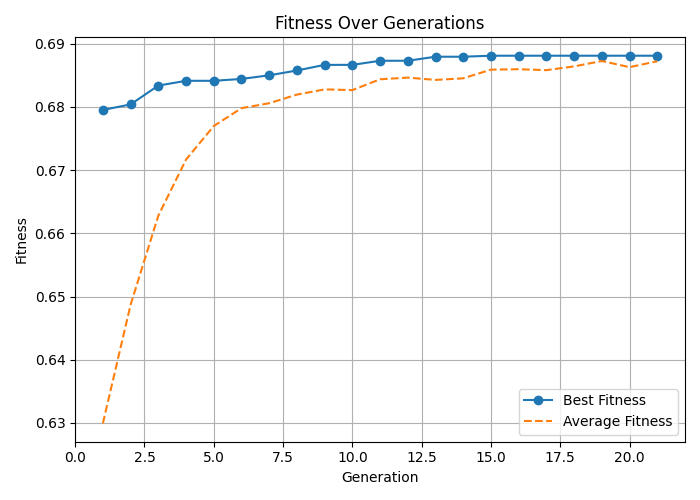 Fitness Over Generations
0.69
0.68
0.67
0.66
0.65
0.64
0.63
Fitness
0.0 2.5 5.0 7.5 10.0 12.5 15.0 17.5 20.0
Generation
Best Fitness
Average Fitness